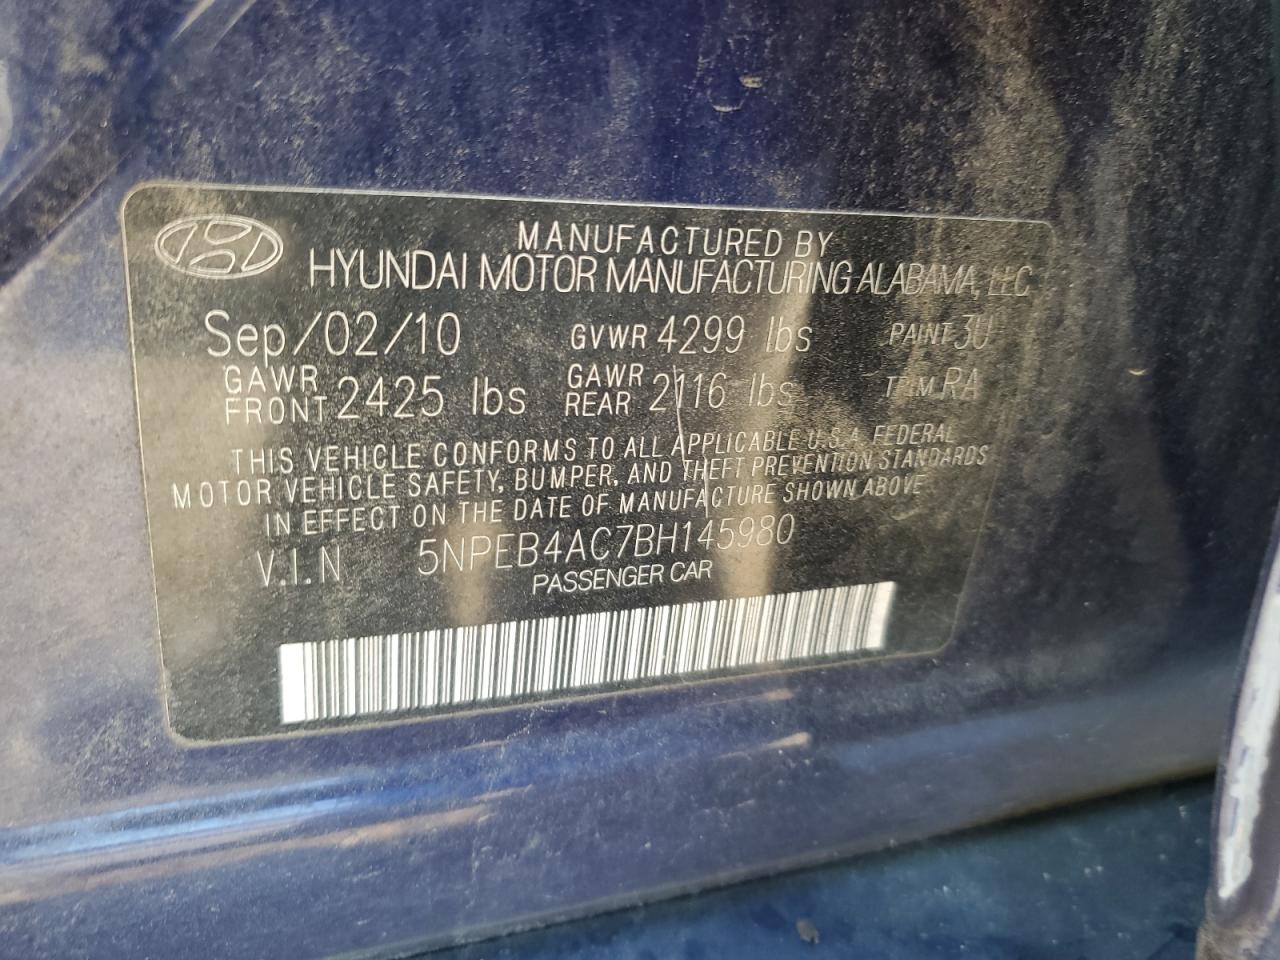 MANUFACTURED BY
HYUNDAI MOTOR MANUFACTURING ALABAMA, LLC
Sep/02/10 GVWR 4299 lbs PAINT 3U
GAWR FRONT 2425 lbs GAWR REAR 2116 lbs TRIM RA
THIS VEHICLE CONFORMS TO ALL APPLICABLE U.S.A. FEDERAL
MOTOR VEHICLE SAFETY, BUMPER, AND THEFT PREVENTION STANDARDS
IN EFFECT ON THE DATE OF MANUFACTURE SHOWN ABOVE
V.I.N 5NPEB4AC7BH145980
PASSENGER CAR